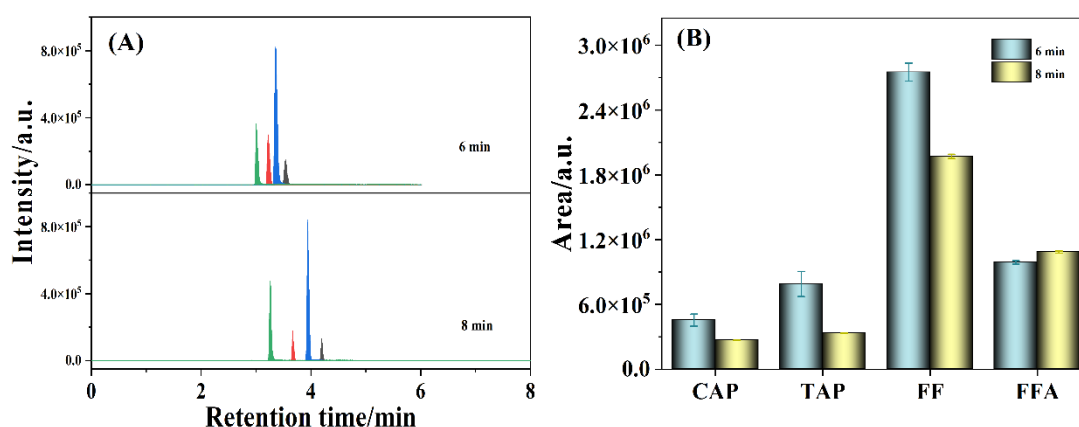 (A)
Intensity/a.u.
8.0×10⁵
4.0×10⁵
0.0
6 min
8.0×10⁵
4.0×10⁵
0.0
8 min
0 2 4 6 8
Retention time/min
(B)
6 min
8 min
Area/a.u.
3.0×10⁶
2.4×10⁶
1.8×10⁶
1.2×10⁶
6.0×10⁵
0.0
CAP TAP FF FFA